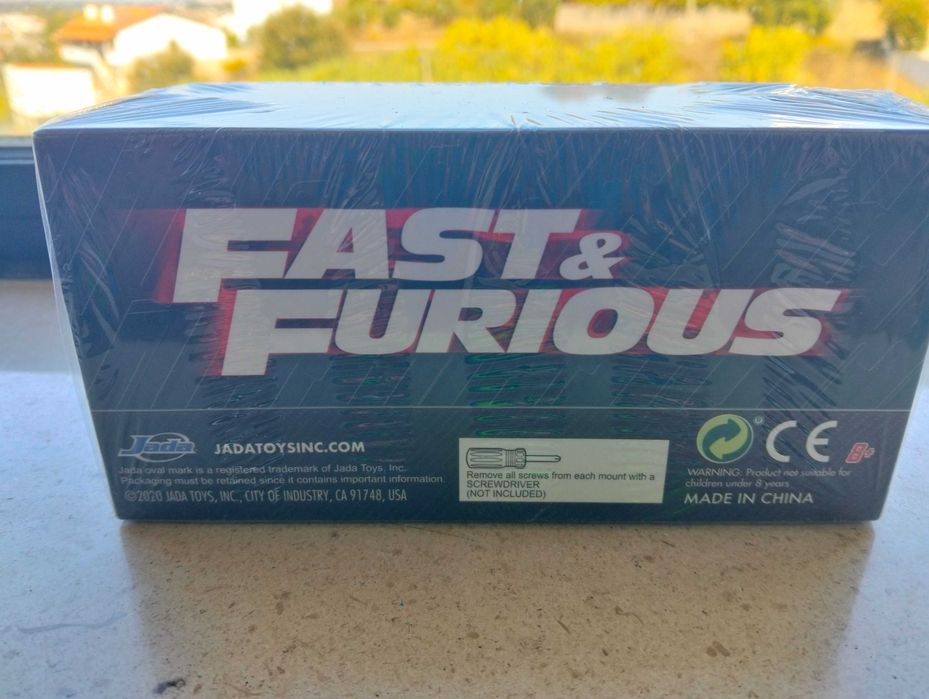 FAST &
FURIOUS
Jada
JADATOYSINC.COM
Jada oval mark is a registered trademark of Jada Toys, Inc.
Packaging must be retained since it contains important information.
©2020 JADA TOYS, INC., CITY OF INDUSTRY, CA 91748, USA
Remove all screws from each mount with a
SCREWDRIVER
(NOT INCLUDED)
CE
8+
WARNING: Product not suitable for
children under 8 years
MADE IN CHINA